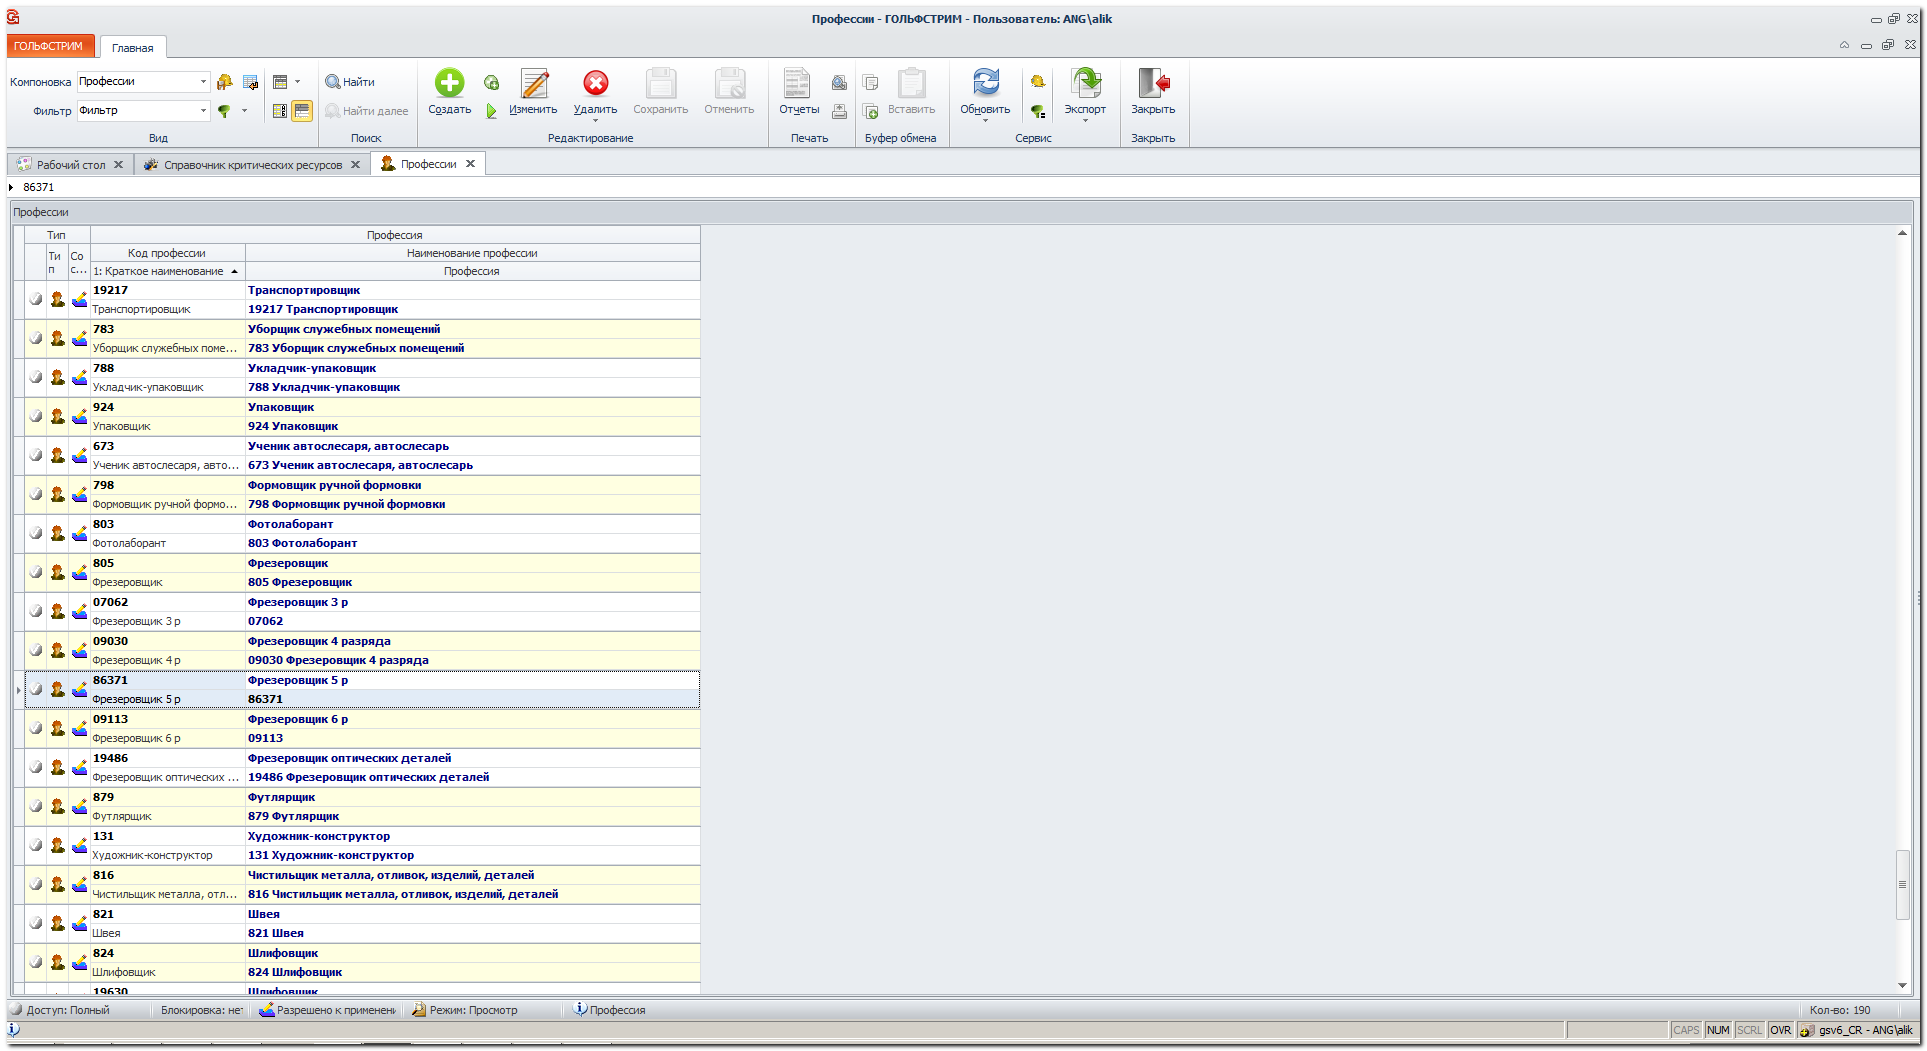 Профессии - ГОЛЬФСТРИМ - Пользователь: ANG\alik
ГОЛЬФСТРИМ Главная
Компоновка Профессии
Фильтр Фильтр
Вид
Найти
Найти далее
Поиск
Создать Изменить Удалить Сохранить Отменить
Редактирование
Отчеты
Печать
Вставить
Буфер обмена
Обновить Экспорт
Сервис
Закрыть
Закрыть
Рабочий стол Справочник критических ресурсов Профессии
86371
Профессии
Тип Профессия
Ти п Со с... Код профессии Наименование профессии
1: Краткое наименование Профессия
19217 Транспортировщик
Транспортировщик 19217 Транспортировщик
783 Уборщик служебных помещений
Уборщик служебных поме... 783 Уборщик служебных помещений
788 Укладчик-упаковщик
Укладчик-упаковщик 788 Укладчик-упаковщик
924 Упаковщик
Упаковщик 924 Упаковщик
673 Ученик автослесаря, автослесарь
Ученик автослесаря, авто... 673 Ученик автослесаря, автослесарь
798 Формовщик ручной формовки
Формовщик ручной формо... 798 Формовщик ручной формовки
803 Фотолаборант
Фотолаборант 803 Фотолаборант
805 Фрезеровщик
Фрезеровщик 805 Фрезеровщик
07062 Фрезеровщик 3 р
Фрезеровщик 3 р 07062
09030 Фрезеровщик 4 разряда
Фрезеровщик 4 р 09030 Фрезеровщик 4 разряда
86371 Фрезеровщик 5 р
Фрезеровщик 5 р 86371
09113 Фрезеровщик 6 р
Фрезеровщик 6 р 09113
19486 Фрезеровщик оптических деталей
Фрезеровщик оптических ... 19486 Фрезеровщик оптических деталей
879 Футлярщик
Футлярщик 879 Футлярщик
131 Художник-конструктор
Художник-конструктор 131 Художник-конструктор
816 Чистильщик металла, отливок, изделий, деталей
Чистильщик металла, отл... 816 Чистильщик металла, отливок, изделий, деталей
821 Швея
Швея 821 Швея
824 Шлифовщик
Шлифовщик 824 Шлифовщик
19630 Шлифовщик
Доступ: Полный Блокировка: нет Разрешено к применени Режим: Просмотр Профессия Кол-во: 190
CAPS NUM SCRL OVR gsv6_CR - ANG\alik